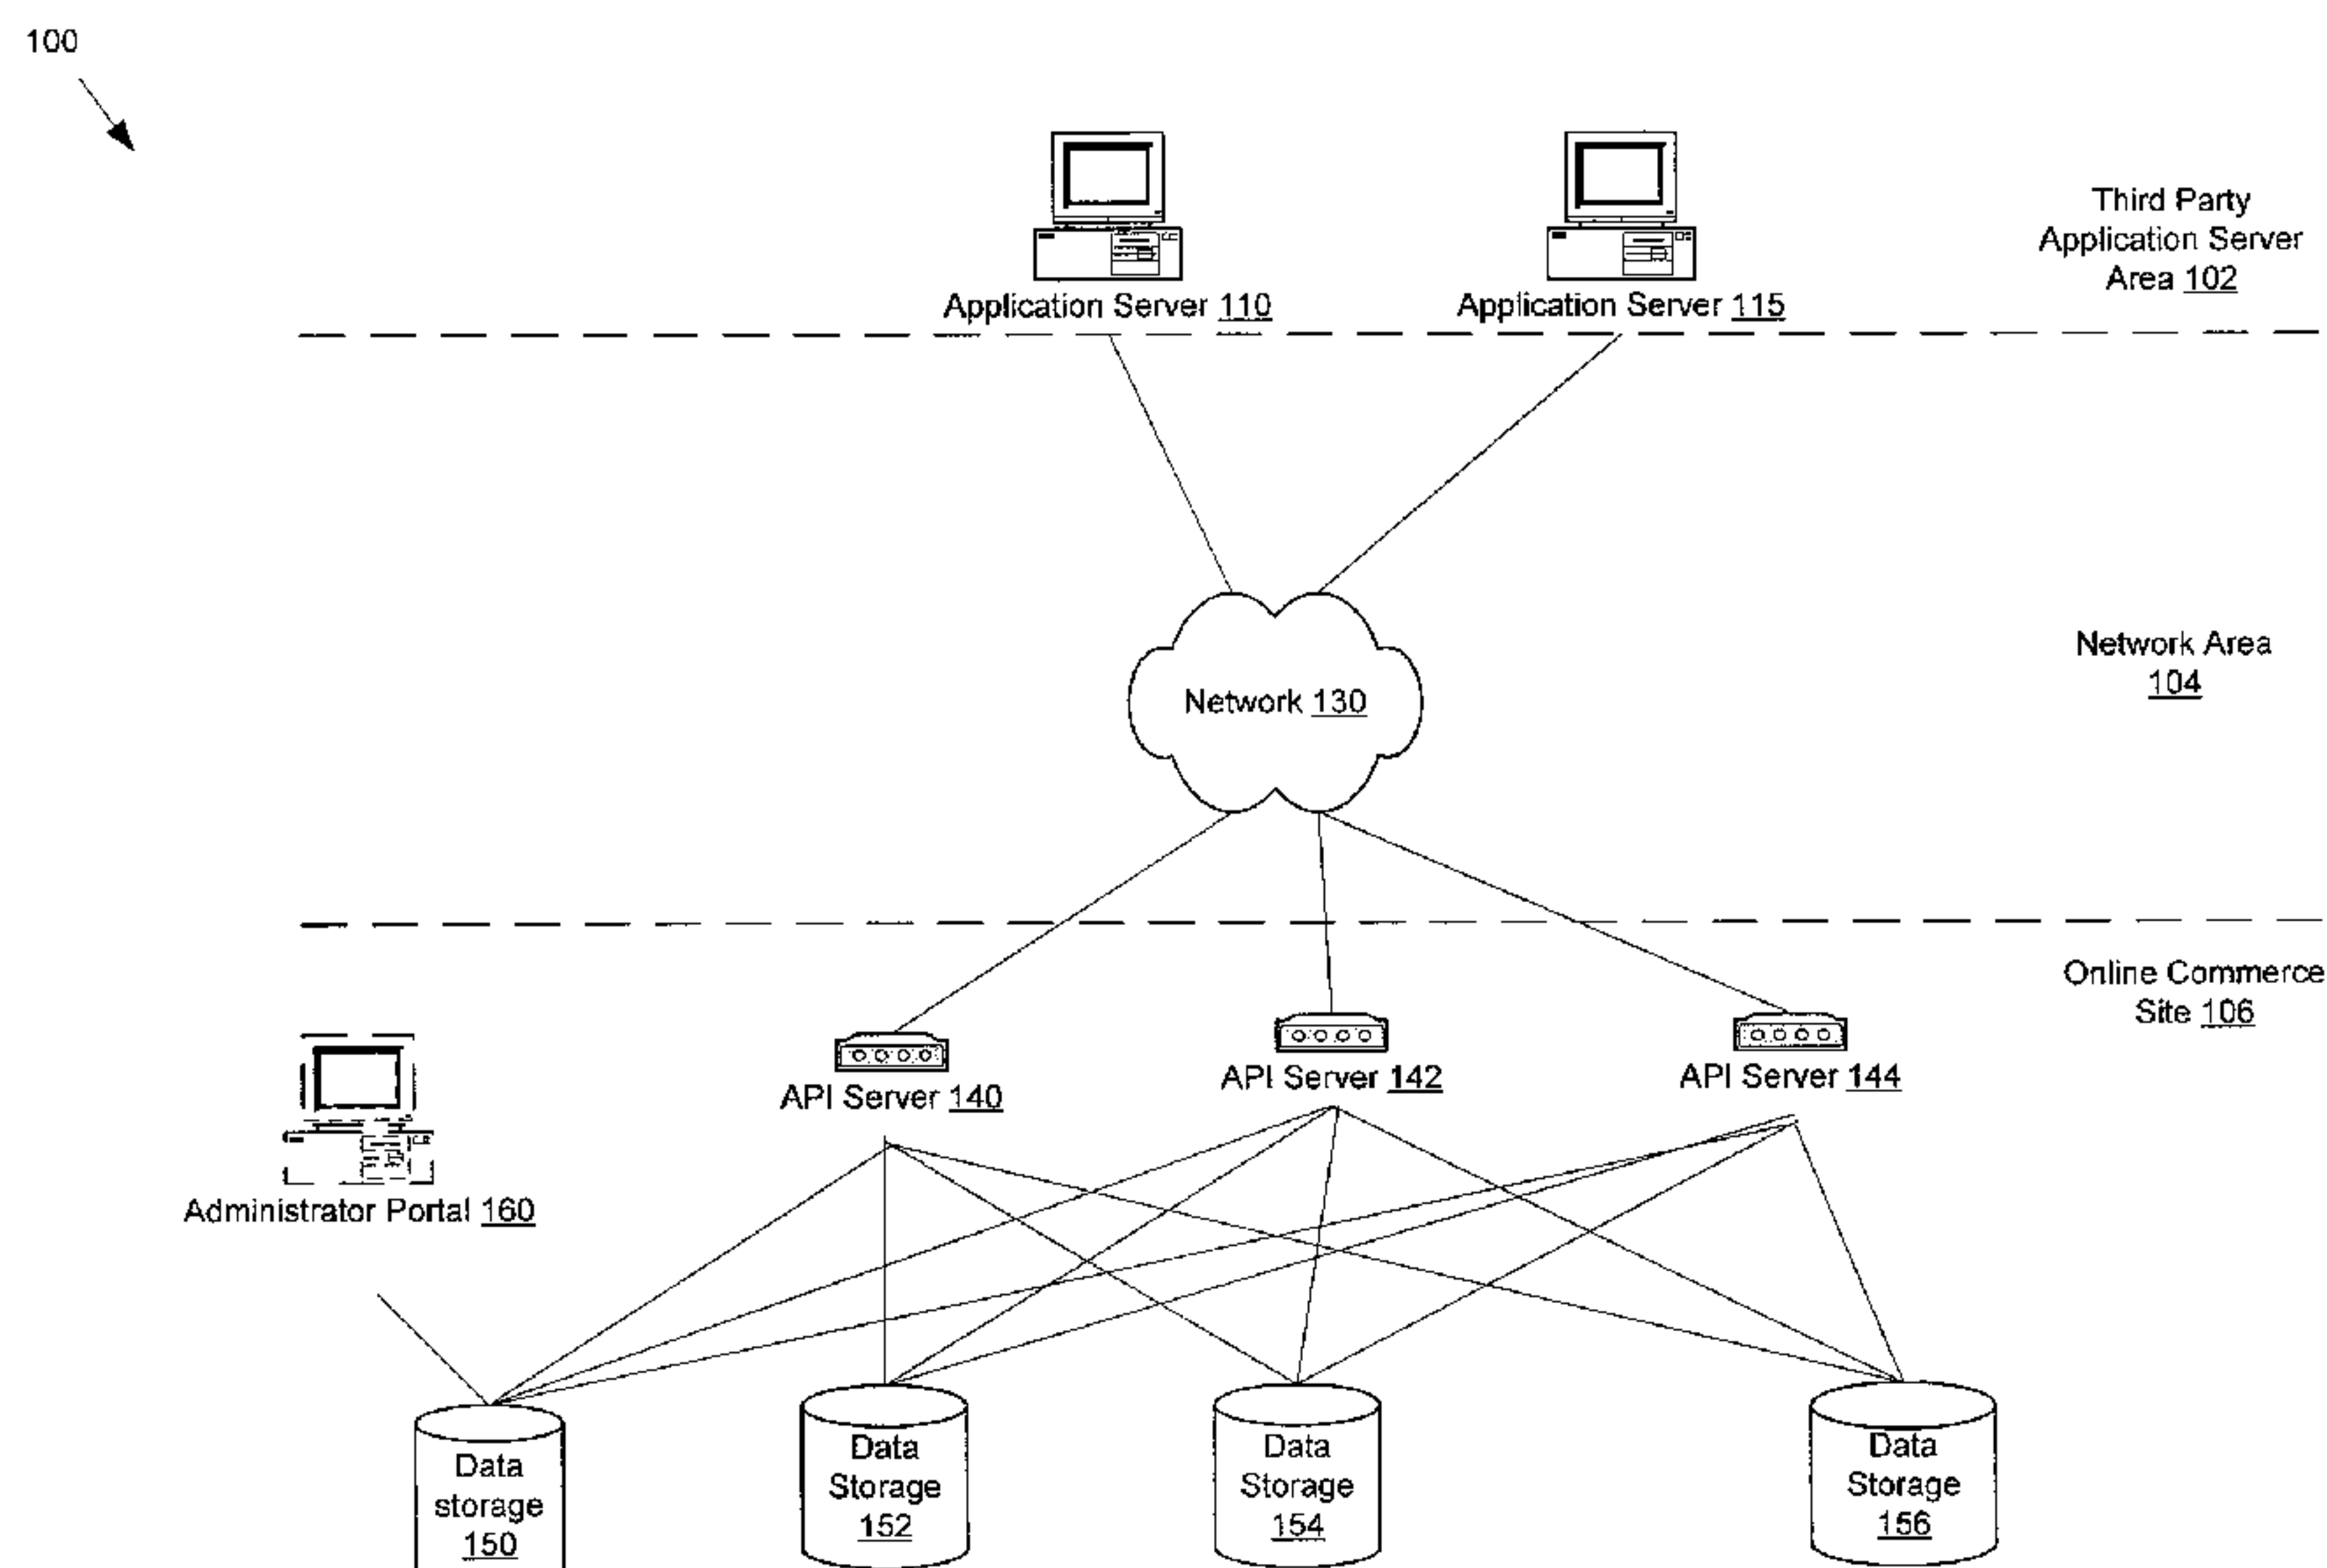 100
Third Party
Application Server
Area 102
Application Server 110
Application Server 115
Network Area
104
Network 130
Online Commerce
Site 106
API Server 140
API Server 142
API Server 144
Administrator Portal 160
Data
storage
150
Data
Storage
152
Data
Storage
154
Data
Storage
156